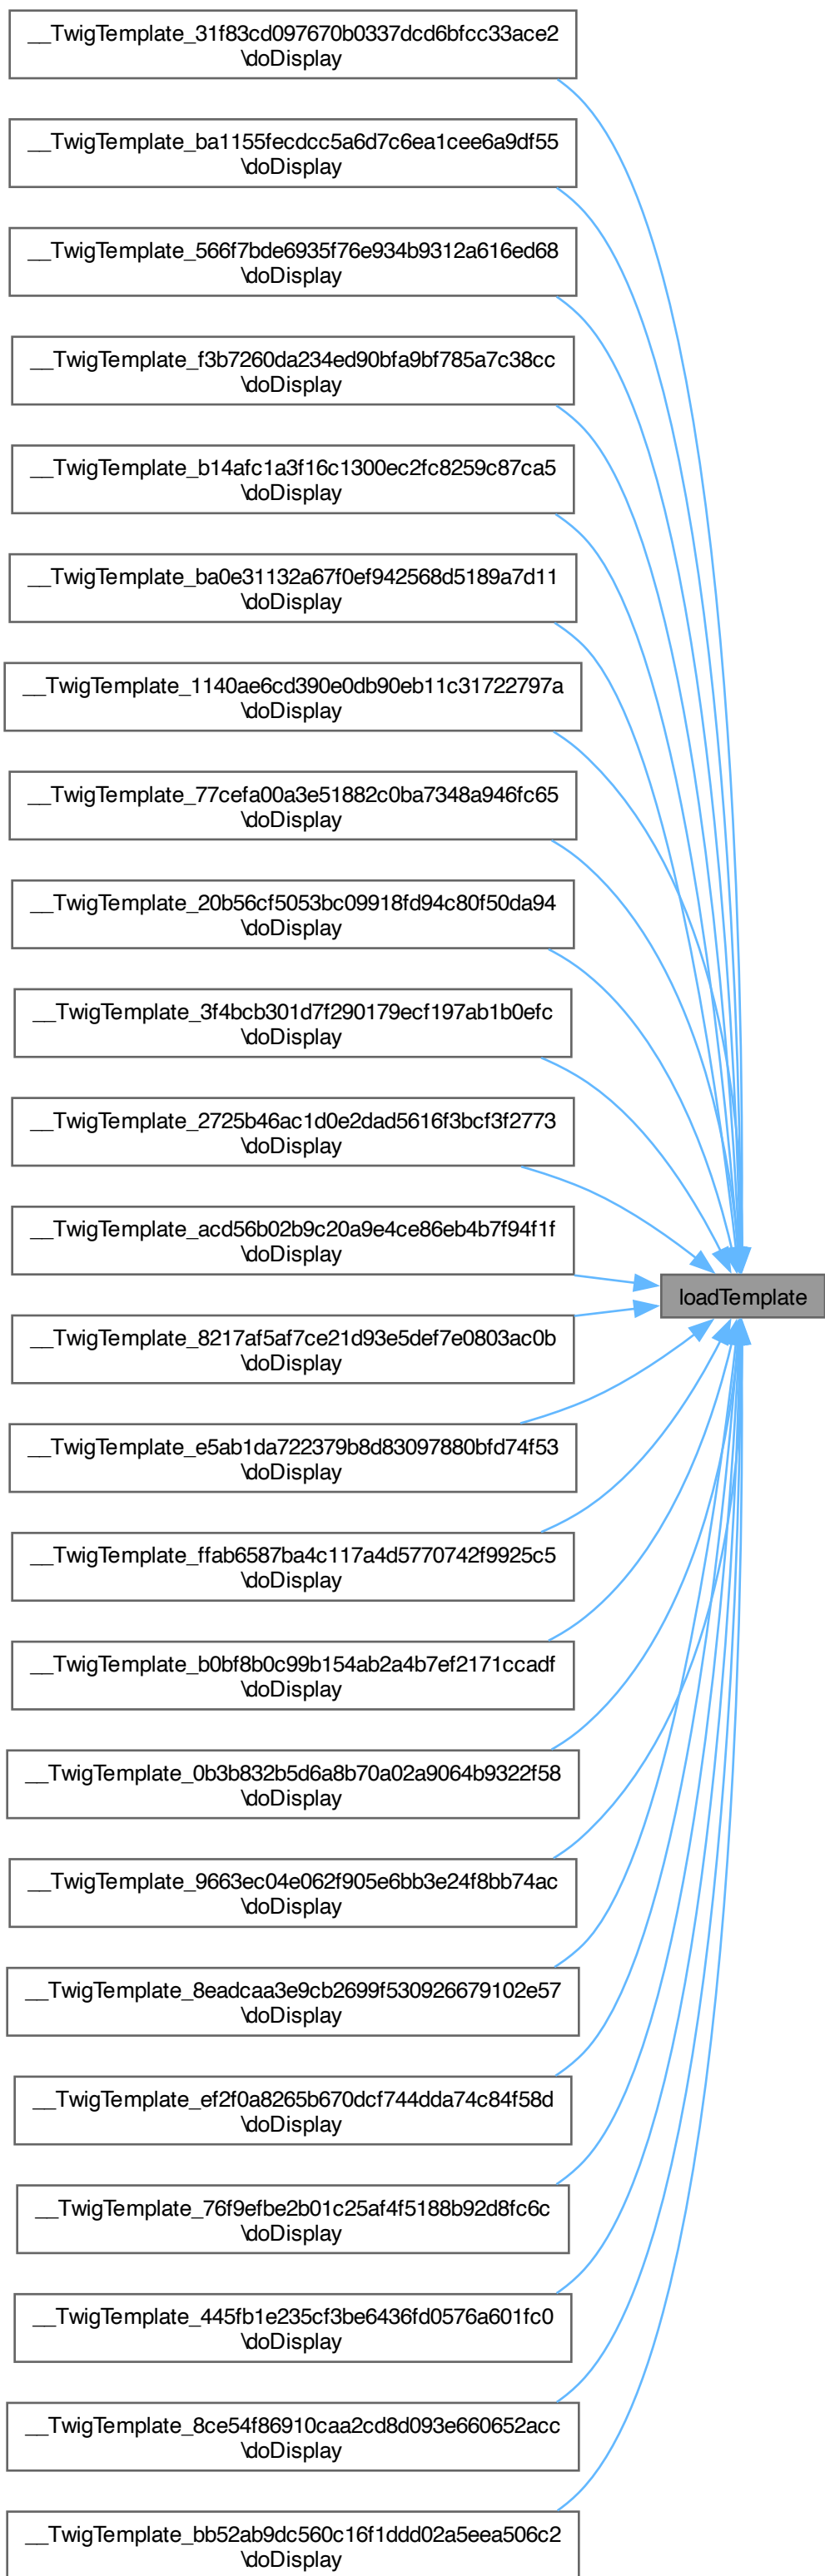 __TwigTemplate_31f83cd097670b0337dcd6bfcc33ace2
\doDisplay
__TwigTemplate_ba1155fecdcc5a6d7c6ea1cee6a9df55
\doDisplay
__TwigTemplate_566f7bde6935f76e934b9312a616ed68
\doDisplay
__TwigTemplate_f3b7260da234ed90bfa9bf785a7c38cc
\doDisplay
__TwigTemplate_b14afc1a3f16c1300ec2fc8259c87ca5
\doDisplay
__TwigTemplate_ba0e31132a67f0ef942568d5189a7d11
\doDisplay
__TwigTemplate_1140ae6cd390e0db90eb11c31722797a
\doDisplay
__TwigTemplate_77cefa00a3e51882c0ba7348a946fc65
\doDisplay
__TwigTemplate_20b56cf5053bc09918fd94c80f50da94
\doDisplay
__TwigTemplate_3f4bcb301d7f290179ecf197ab1b0efc
\doDisplay
__TwigTemplate_2725b46ac1d0e2dad5616f3bcf3f2773
\doDisplay
__TwigTemplate_acd56b02b9c20a9e4ce86eb4b7f94f1f
\doDisplay
loadTemplate
__TwigTemplate_8217af5af7ce21d93e5def7e0803ac0b
\doDisplay
__TwigTemplate_e5ab1da722379b8d83097880bfd74f53
\doDisplay
__TwigTemplate_ffab6587ba4c117a4d5770742f9925c5
\doDisplay
__TwigTemplate_b0bf8b0c99b154ab2a4b7ef2171ccadf
\doDisplay
__TwigTemplate_0b3b832b5d6a8b70a02a9064b9322f58
\doDisplay
__TwigTemplate_9663ec04e062f905e6bb3e24f8bb74ac
\doDisplay
__TwigTemplate_8eadcaa3e9cb2699f530926679102e57
\doDisplay
__TwigTemplate_ef2f0a8265b670dcf744dda74c84f58d
\doDisplay
__TwigTemplate_76f9efbe2b01c25af4f5188b92d8fc6c
\doDisplay
__TwigTemplate_445fb1e235cf3be6436fd0576a601fc0
\doDisplay
__TwigTemplate_8ce54f86910caa2cd8d093e660652acc
\doDisplay
__TwigTemplate_bb52ab9dc560c16f1ddd02a5eea506c2
\doDisplay